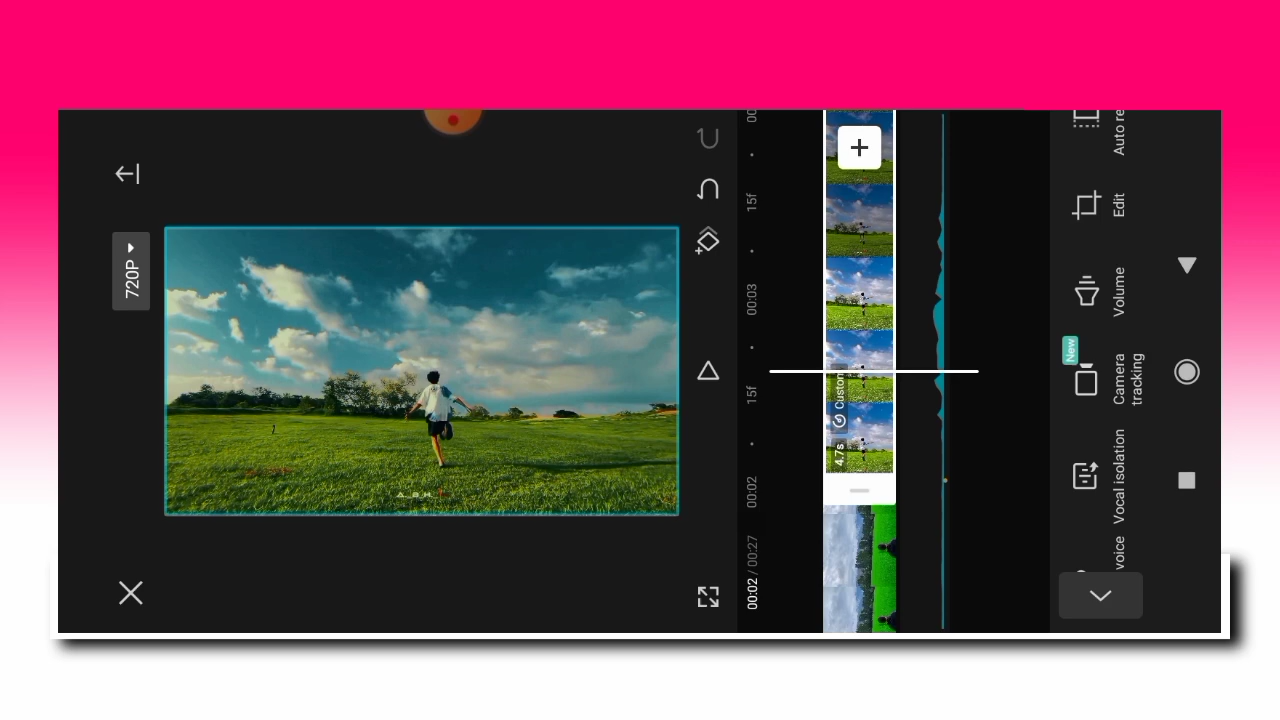 720P
00:02 / 00:27
00:02
15f
00:03
15f
00
4.7s Custom
New
voice
Vocal isolation
Camera
tracking
Volume
Edit
Auto re